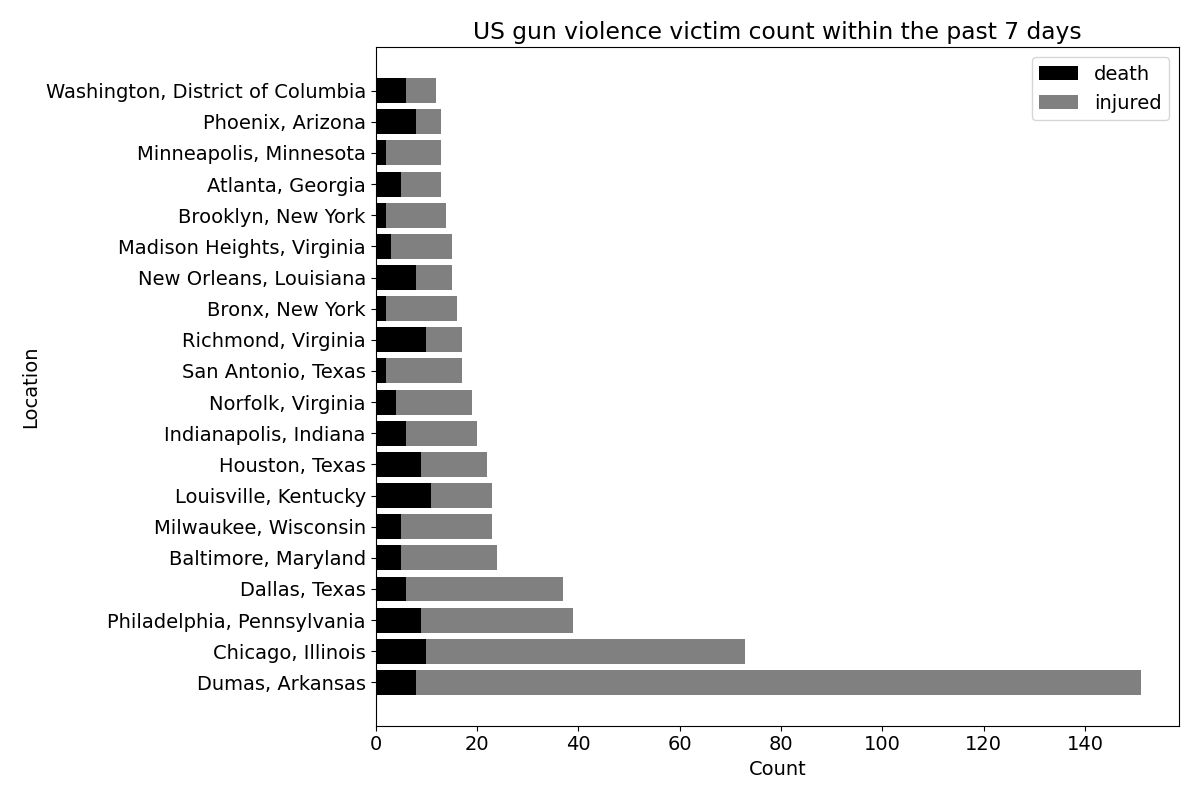 US gun violence victim count within the past 7 days
death
injured
Washington, District of Columbia
Phoenix, Arizona
Minneapolis, Minnesota
Atlanta, Georgia
Brooklyn, New York
Madison Heights, Virginia
New Orleans, Louisiana
Bronx, New York
Richmond, Virginia
San Antonio, Texas
Norfolk, Virginia
Indianapolis, Indiana
Houston, Texas
Louisville, Kentucky
Milwaukee, Wisconsin
Baltimore, Maryland
Dallas, Texas
Philadelphia, Pennsylvania
Chicago, Illinois
Dumas, Arkansas
Location
0 20 40 60 80 100 120 140
Count